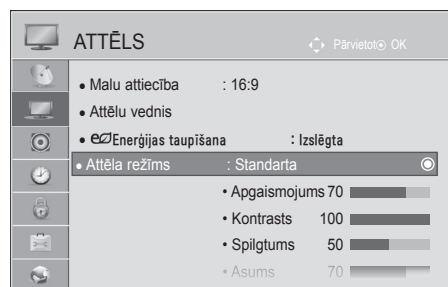 ATTĒLS
Pārvietot OK
• Malu attiecība : 16:9
• Attēlu vednis
• Enerģijas taupīšana : Izslēgta
• Attēla režīms : Standarta
• Apgaismojums 70
• Kontrasts 100
• Spilgtums 50
• Asums 70